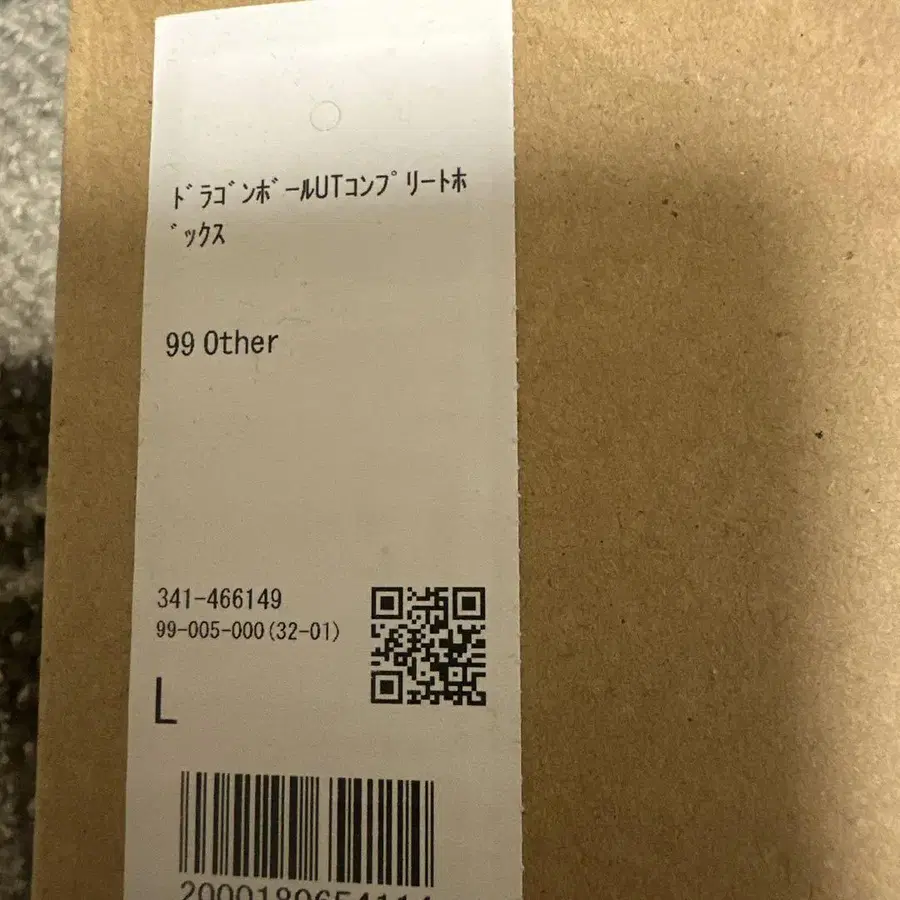 ﾄﾞﾗｺﾞﾝﾎﾞｰﾙUTｺﾝﾌﾟﾘｰﾄﾎ
ﾞｯｸｽ
99 Other
341-466149
99-005-000(32-01)
L